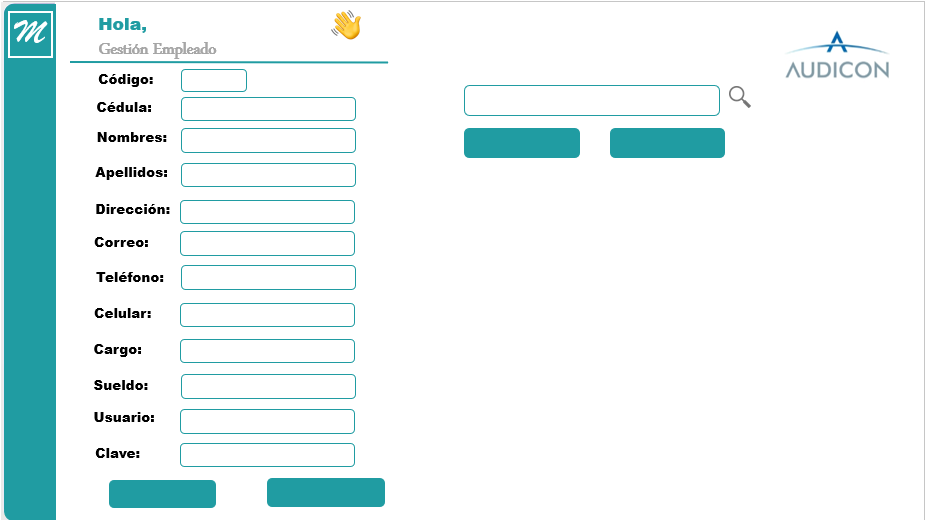 M
Hola,
Gestión Empleado
AUDICON
Código:
Cédula:
Nombres:
Apellidos:
Dirección:
Correo:
Teléfono:
Celular:
Cargo:
Sueldo:
Usuario:
Clave: